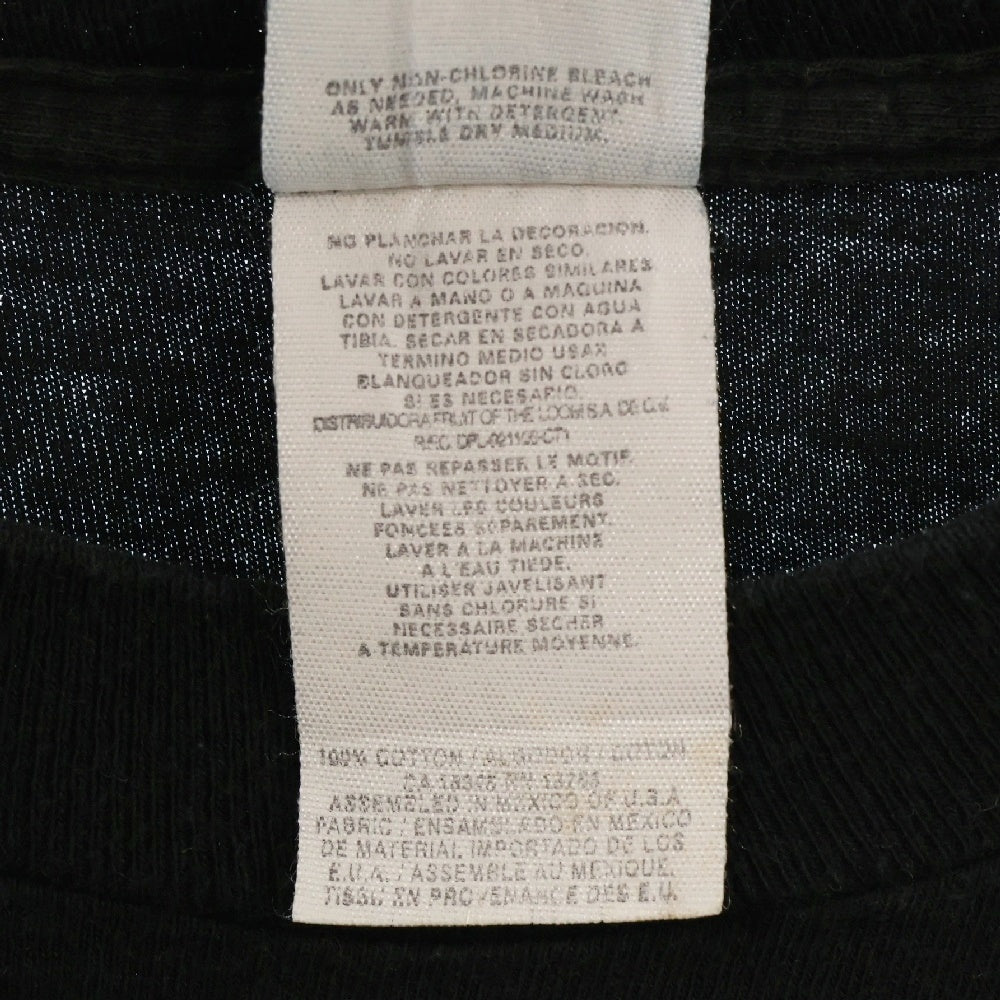 ONLY NON-CHLORINE BLEACH
AS NEEDED, MACHINE WASH
WARM WITH DETERGENT.
TUMBLE DRY MEDIUM.
NO PLANCHAR LA DECORACION.
NO LAVAR EN SECO.
LAVAR CON COLORES SIMILARES
LAVAR A MANO O A MAQUINA
CON DETERGENTE CON AGUA
TIBIA. SECAR EN SECADORA A
TERMINO MEDIO USAR
BLANQUEADOR SIN CLORO
SI ES NECESARIO.
DISTRIBUIDORA FRUIT OF THE LOOM S.A. DE C.V.
NE PAS REPASSER LE MOTIF.
NE PAS NETTOYER A SEC.
LAVER LES COULEURS
FONCEES SEPAREMENT.
LAVER A LA MACHINE
A L'EAU TIEDE.
UTILISER JAVELISANT
SANS CHLORURE SI
NECESSAIRE SECHER
A TEMPERATURE MOYENNE.
100% COTTON / ALGODON / COTON
CA RN
ASSEMBLED IN MEXICO OF U.S.A.
FABRIC / ENSAMBLADO EN MEXICO
DE MATERIAL IMPORTADO DE LOS
E.U.A. / ASSEMBLE AU MEXIQUE.
TISSU EN PROVENANCE DES E.U.